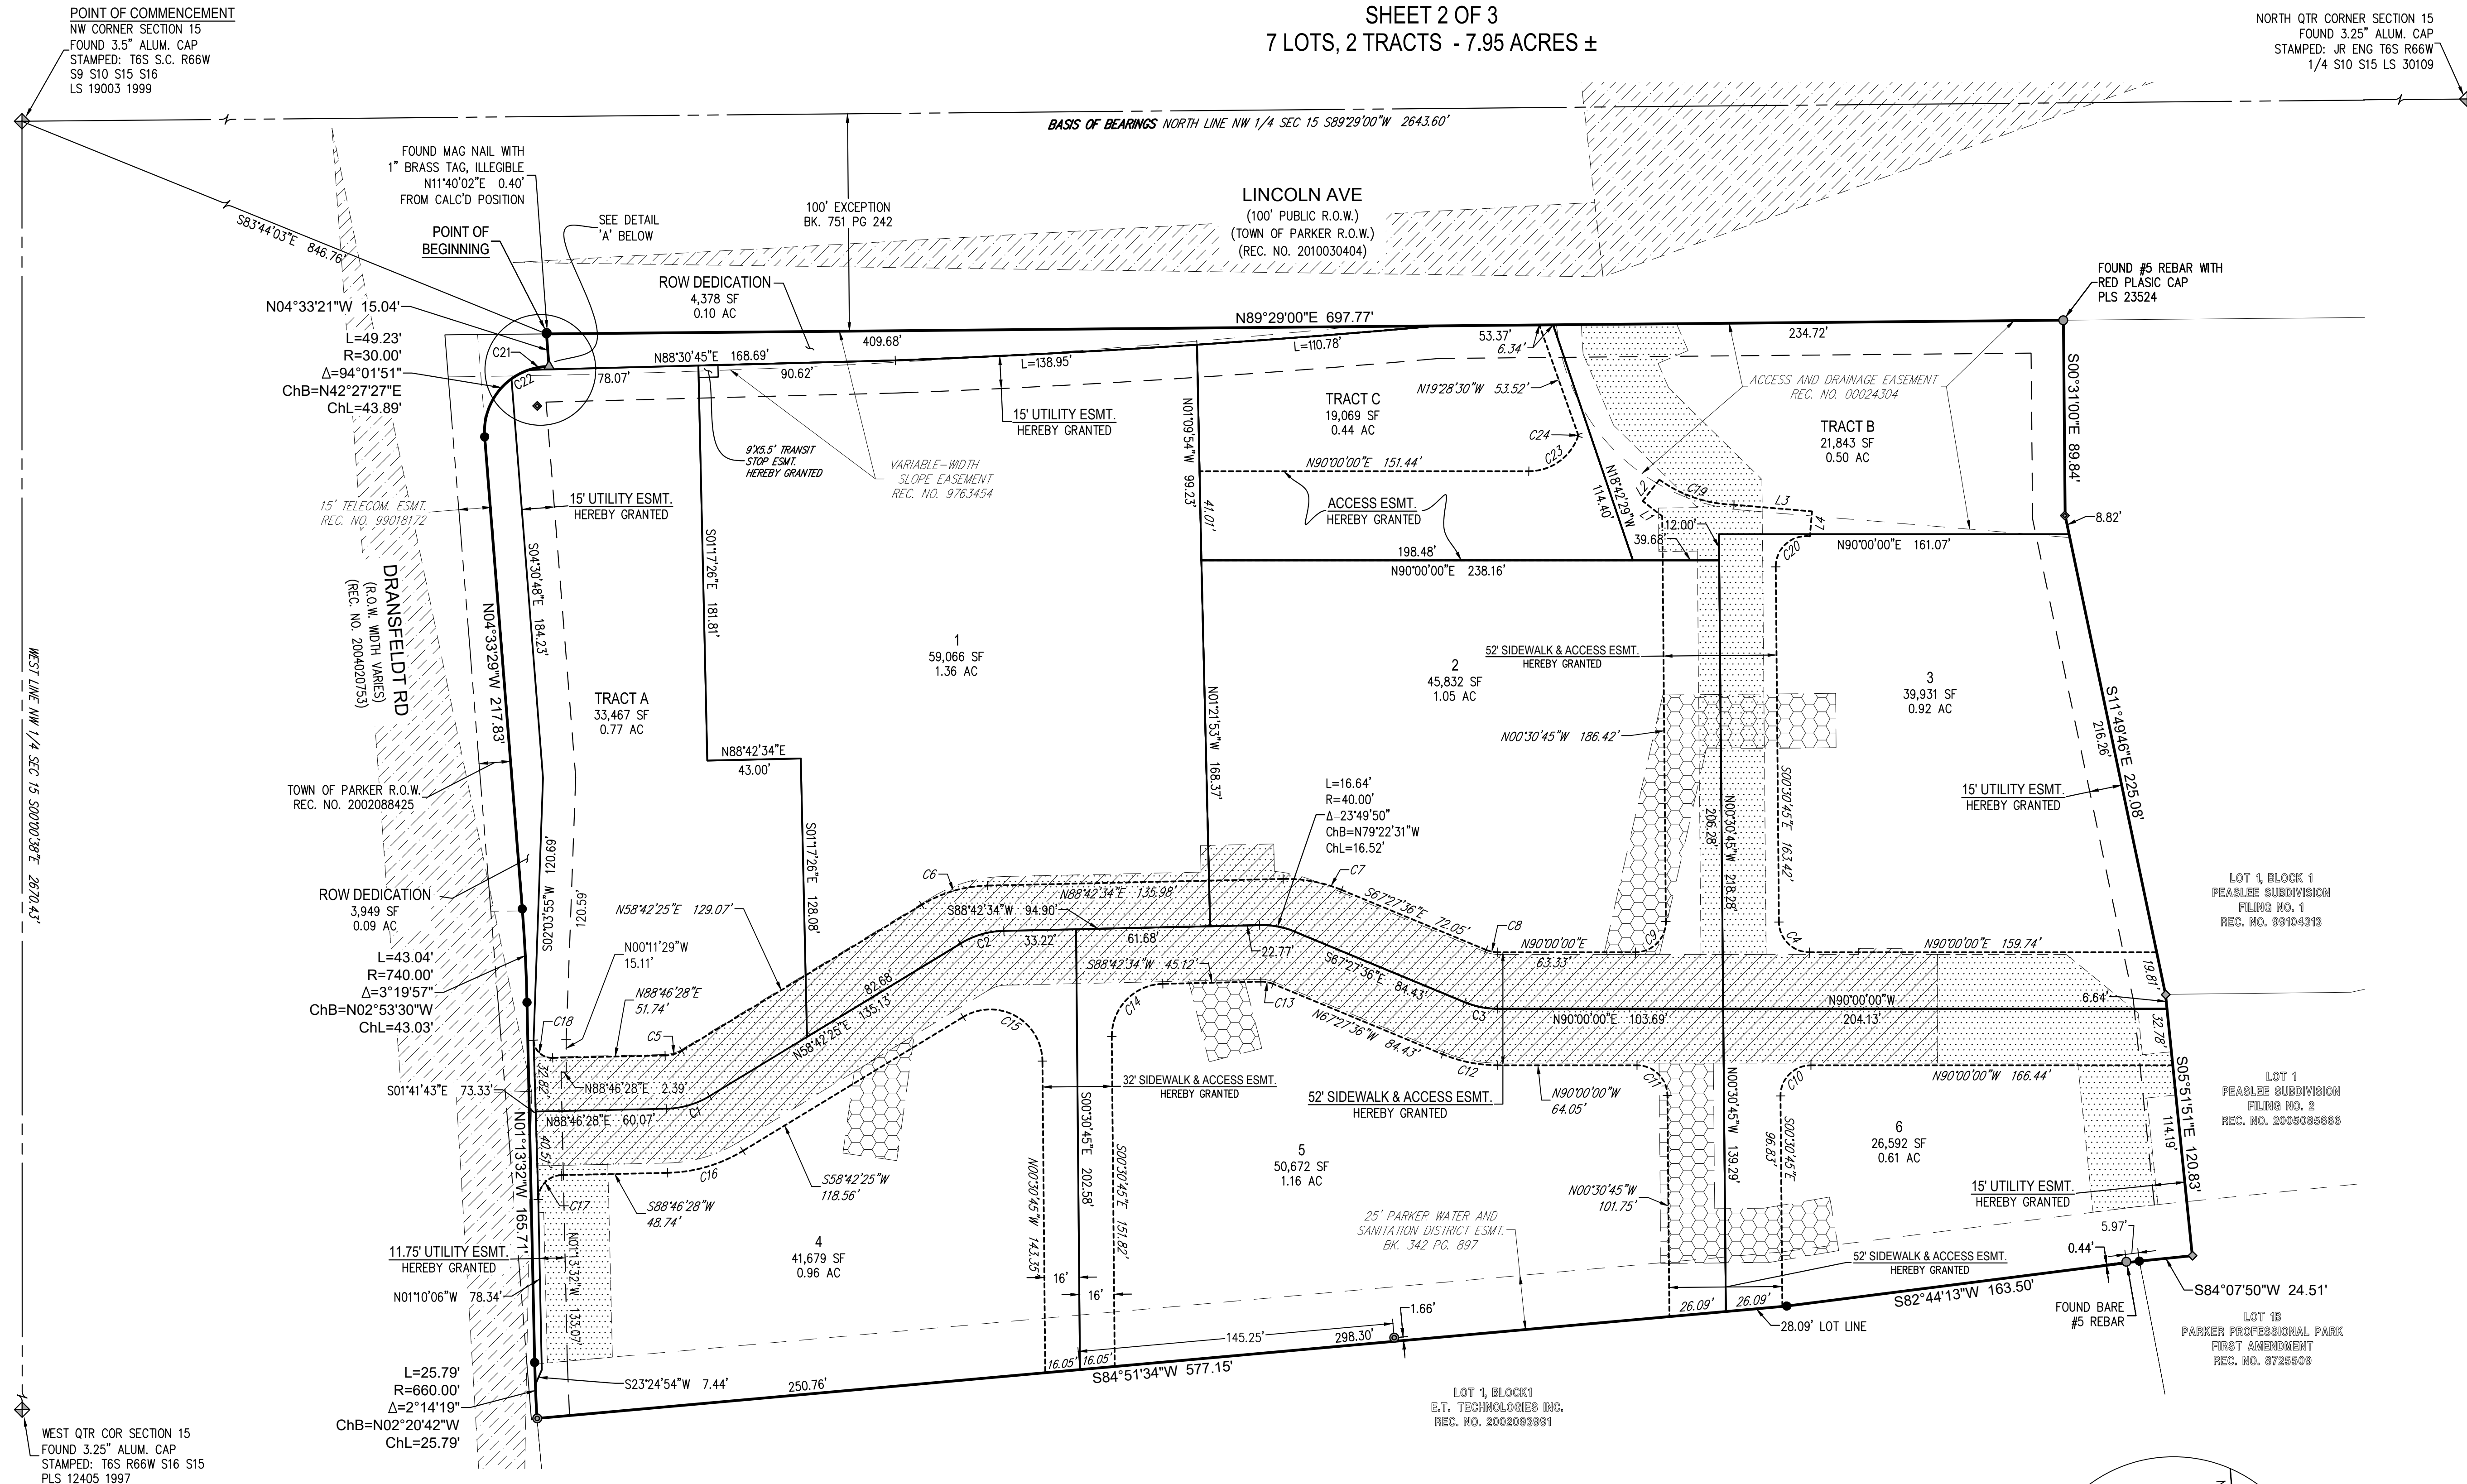 SHEET 2 OF 3
7 LOTS, 2 TRACTS - 7.95 ACRES ±
POINT OF COMMENCEMENT
NW CORNER SECTION 15
FOUND 3.5" ALUM. CAP
STAMPED: T6S S.C. R66W
S9 S10 S15 S16
LS 19003 1999
NORTH QTR CORNER SECTION 15
FOUND 3.25" ALUM. CAP
STAMPED: JR ENG T6S R66W
1/4 S10 S15 LS 30109
BASIS OF BEARINGS NORTH LINE NW 1/4 SEC 15 S89°29'00"W 2643.60'
FOUND MAG NAIL WITH
1" BRASS TAG, ILLEGIBLE
N11°40'02"E 0.40'
FROM CALC'D POSITION
S83°44'03"E 846.76'
POINT OF
BEGINNING
SEE DETAIL
'A' BELOW
100' EXCEPTION
BK. 751 PG 242
LINCOLN AVE
(100' PUBLIC R.O.W.)
(TOWN OF PARKER R.O.W.)
(REC. NO. 2010030404)
FOUND #5 REBAR WITH
RED PLASIC CAP
PLS 23524
ROW DEDICATION
4,378 SF
0.10 AC
N04°33'21"W 15.04'
L=49.23'
R=30.00'
Δ=94°01'51"
ChB=N42°27'27"E
ChL=43.89'
C21
C22
N89°29'00"E 697.77'
409.68'
53.37'
6.34'
234.72'
N88°30'45"E 168.69'
78.07'
90.62'
L=138.95'
L=110.78'
15' UTILITY ESMT.
HEREBY GRANTED
9'X5.5' TRANSIT
STOP ESMT.
HEREBY GRANTED
VARIABLE-WIDTH
SLOPE EASEMENT
REC. NO. 9763454
TRACT C
19,069 SF
0.44 AC
N19°28'30"W 53.52'
C24
C23
N90°00'00"E 151.44'
ACCESS ESMT.
HEREBY GRANTED
N18°42'29"W
114.40'
N01°09'54"W 99.23'
41.01'
198.48'
N90°00'00"E 238.16'
39.68'
12.00'
ACCESS AND DRAINAGE EASEMENT
REC. NO. 00024304
TRACT B
21,843 SF
0.50 AC
S00°31'00"E 89.84'
8.82'
L2
L1
C19
L3
L4
C20
N90°00'00"E 161.07'
15' TELECOM. ESMT.
REC. NO. 99018172
15' UTILITY ESMT.
HEREBY GRANTED
DRANSFELDT RD
(R.O.W. WIDTH VARIES)
(REC. NO. 2004020753)
N04°33'29"W 217.83'
S04°30'48"E 184.23'
S01°17'26"E 181.81'
TRACT A
33,467 SF
0.77 AC
1
59,066 SF
1.36 AC
2
45,832 SF
1.05 AC
52' SIDEWALK & ACCESS ESMT.
HEREBY GRANTED
3
39,931 SF
0.92 AC
S11°49'46"E 225.08'
216.26'
N00°30'45"W 186.42'
N01°21'53"W 168.37'
N88°42'34"E
43.00'
S01°17'26"E 128.08'
TOWN OF PARKER R.O.W.
REC. NO. 2002088425
WEST LINE NW 1/4 SEC 15 S00°00'38"E 2670.43'
S02°03'55"W 120.69'
120.59'
ROW DEDICATION
3,949 SF
0.09 AC
L=43.04'
R=740.00'
Δ=3°19'57"
ChB=N02°53'30"W
ChL=43.03'
L=16.64'
R=40.00'
Δ=23°49'50"
ChB=N79°22'31"W
ChL=16.52'
N00°30'45"W 218.28'
206.28'
S00°30'45"E 163.42'
15' UTILITY ESMT.
HEREBY GRANTED
LOT 1, BLOCK 1
PEASLEE SUBDIVISION
FILING NO. 1
REC. NO. 99104313
C6
C7
N88°42'34"E 135.98'
S88°42'34"W 94.90'
C2
33.22'
61.68'
22.77'
S67°27'36"E 72.05'
C8
N90°00'00"E
63.33'
C9
C4
N90°00'00"E 159.74'
N58°42'25"E 129.07'
N00°11'29"W
15.11'
N88°46'28"E
51.74'
C18
C5
82.68'
N58°42'25"E 135.13'
S88°42'34"W 45.12'
C13
C14
C15
S67°27'36"E 84.43'
N67°27'36"W 84.43'
C3
N90°00'00"E 103.69'
N90°00'00"W
204.13'
19.81'
6.64'
32.78'
S01°41'43"E 73.33'
32.82'
N88°46'28"E 2.39'
N88°46'28"E 60.07'
C1
40.51'
C16
C17
S88°46'28"W
48.74'
S58°42'25"W
118.56'
32' SIDEWALK & ACCESS ESMT.
HEREBY GRANTED
52' SIDEWALK & ACCESS ESMT.
HEREBY GRANTED
C12
N90°00'00"W
64.05'
C11
C10
N90°00'00"W 166.44'
LOT 1
PEASLEE SUBDIVISION
FILING NO. 2
REC. NO. 2005085666
S05°51'51"E 120.83'
114.19'
N01°13'32"W 165.71'
N00°30'45"W 143.35'
S00°30'45"E 202.58'
S00°30'45"E 151.82'
5
50,672 SF
1.16 AC
N00°30'45"W
101.75'
N00°30'45"W 139.29'
S00°30'45"E
96.83'
6
26,592 SF
0.61 AC
15' UTILITY ESMT.
HEREBY GRANTED
11.75' UTILITY ESMT.
HEREBY GRANTED
N01°10'06"W 78.34'
N01°13'32"W 133.07'
4
41,679 SF
0.96 AC
16'
16'
25' PARKER WATER AND
SANITATION DISTRICT ESMT.
BK. 342 PG. 897
52' SIDEWALK & ACCESS ESMT.
HEREBY GRANTED
5.97'
0.44'
S84°07'50"W 24.51'
FOUND BARE
#5 REBAR
S82°44'13"W 163.50'
26.09'
26.09'
28.09' LOT LINE
1.66'
145.25'
298.30'
16.05'
16.05'
S84°51'34"W 577.15'
250.76'
S23°24'54"W 7.44'
L=25.79'
R=660.00'
Δ=2°14'19"
ChB=N02°20'42"W
ChL=25.79'
LOT 1B
PARKER PROFESSIONAL PARK
FIRST AMENDMENT
REC. NO. 8725509
LOT 1, BLOCK1
E.T. TECHNOLOGIES INC.
REC. NO. 2002093991
WEST QTR COR SECTION 15
FOUND 3.25" ALUM. CAP
STAMPED: T6S R66W S16 S15
PLS 12405 1997